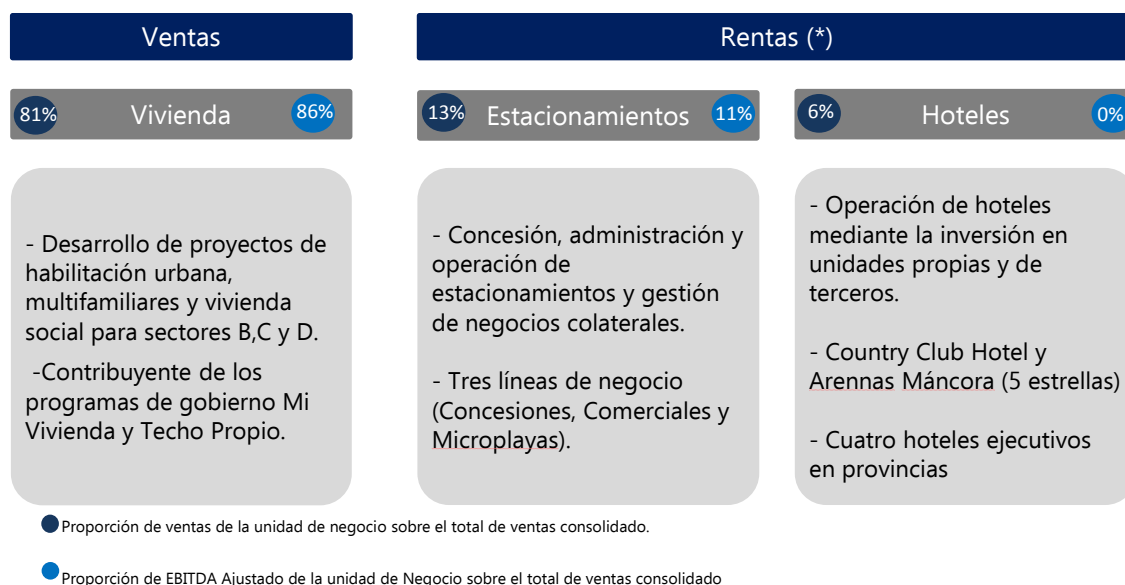 Ventas
Rentas (*)
81% Vivienda 86%
13% Estacionamientos 11%
6% Hoteles 0%
- Desarrollo de proyectos de
habilitación urbana,
multifamiliares y vivienda
social para sectores B,C y D.
-Contribuyente de los
programas de gobierno Mi
Vivienda y Techo Propio.
- Concesión, administración y
operación de
estacionamientos y gestión
de negocios colaterales.
- Tres líneas de negocio
(Concesiones, Comerciales y
Microplayas).
- Operación de hoteles
mediante la inversión en
unidades propias y de
terceros.
- Country Club Hotel y
Arennas Máncora (5 estrellas)
- Cuatro hoteles ejecutivos
en provincias
Proporción de ventas de la unidad de negocio sobre el total de ventas consolidado.
Proporción de EBITDA Ajustado de la unidad de Negocio sobre el total de ventas consolidado